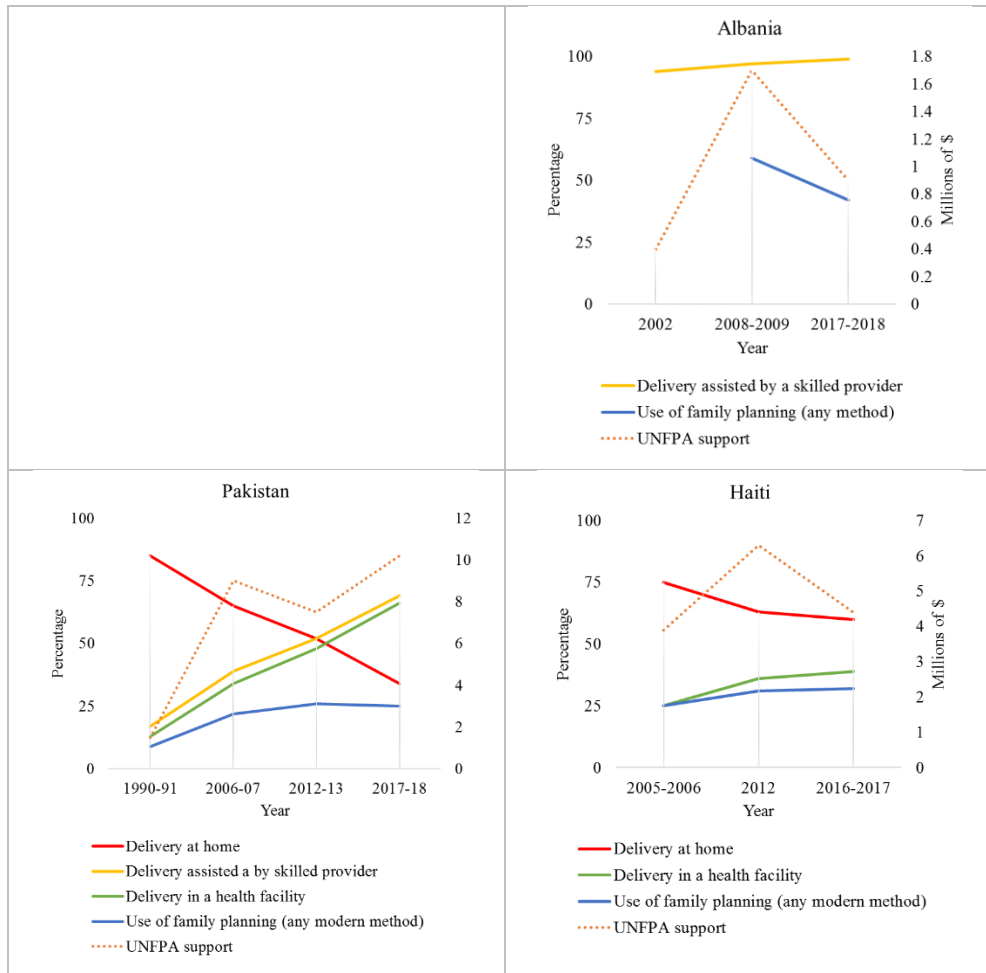 Albania
100
75
50
25
0
Percentage
1.8
1.6
1.4
1.2
1
0.8
0.6
0.4
0.2
0
Millions of $
2002 2008-2009 2017-2018
Year
Delivery assisted by a skilled provider
Use of family planning (any method)
UNFPA support
Pakistan
100
75
50
25
0
Percentage
12
10
8
6
4
2
0
1990-91 2006-07 2012-13 2017-18
Year
Delivery at home
Delivery assisted a by skilled provider
Delivery in a health facility
Use of family planning (any modern method)
UNFPA support
Haiti
100
75
50
25
0
Percentage
7
6
5
4
3
2
1
0
Millions of $
2005-2006 2012 2016-2017
Year
Delivery at home
Delivery in a health facility
Use of family planning (any modern method)
UNFPA support